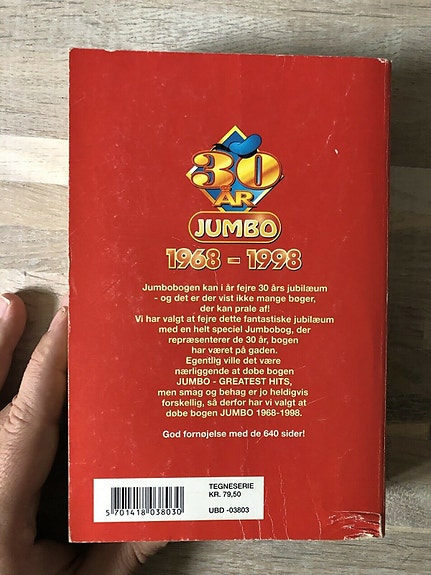 30
ÅR
JUMBO
1968 - 1998
Jumbobogen kan i år fejre 30 års jubilæum
- og det er der vist ikke mange bøger,
der kan prale af!
Vi har valgt at fejre dette fantastiske jubilæum
med en helt speciel Jumbobog, der
repræsenterer de 30 år, bogen
har været på gaden.
Egentlig ville det være
nærliggende at døbe bogen
JUMBO - GREATEST HITS,
men smag og behag er jo heldigvis
forskellig, så derfor har vi valgt at
døbe bogen JUMBO 1968-1998.
God fornøjelse med de 640 sider!
TEGNESERIE
KR. 79,50
UBD -03803
5 701418 038030